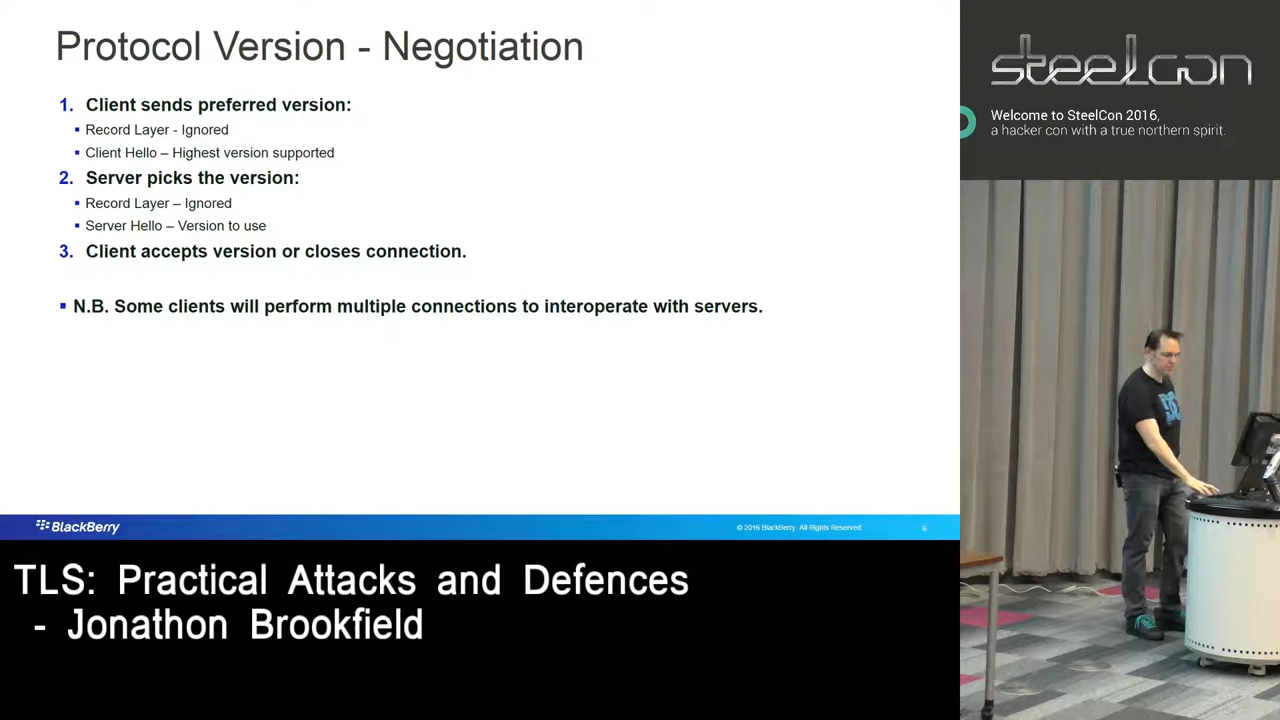 Protocol Version - Negotiation
1. Client sends preferred version:
▪ Record Layer - Ignored
▪ Client Hello – Highest version supported
2. Server picks the version:
▪ Record Layer – Ignored
▪ Server Hello – Version to use
3. Client accepts version or closes connection.
▪ N.B. Some clients will perform multiple connections to interoperate with servers.
BlackBerry
© 2016 BlackBerry. All Rights Reserved.
6
steelcon
Welcome to SteelCon 2016,
a hacker con with a true northern spirit.
TLS: Practical Attacks and Defences
- Jonathon Brookfield